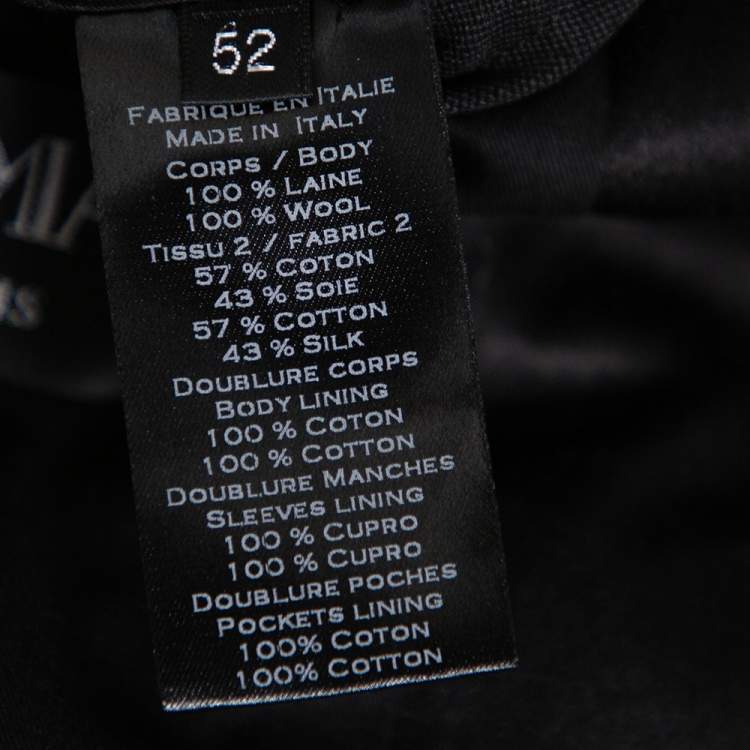 52
FABRIQUE EN ITALIE
MADE IN ITALY
CORPS / BODY
100 % LAINE
100 % WOOL
TISSU 2 / FABRIC 2
57 % COTON
43 % SOIE
57 % COTTON
43 % SILK
DOUBLURE CORPS
BODY LINING
100 % COTON
100 % COTTON
DOUBLURE MANCHES
SLEEVES LINING
100 % CUPRO
100 % CUPRO
DOUBLURE POCHES
POCKETS LINING
100% COTON
100% COTTON